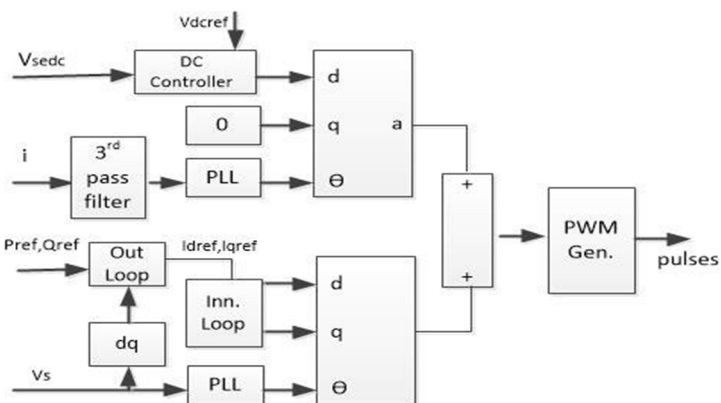 Vdcref
Vsedc
DC
Controller
d
0
q
a
i
3rd
pass
filter
PLL
Ɵ
+
PWM
Gen.
pulses
Pref,Qref
Out
Loop
Idref,Iqref
d
Inn.
Loop
q
+
dq
Vs
PLL
Ɵ